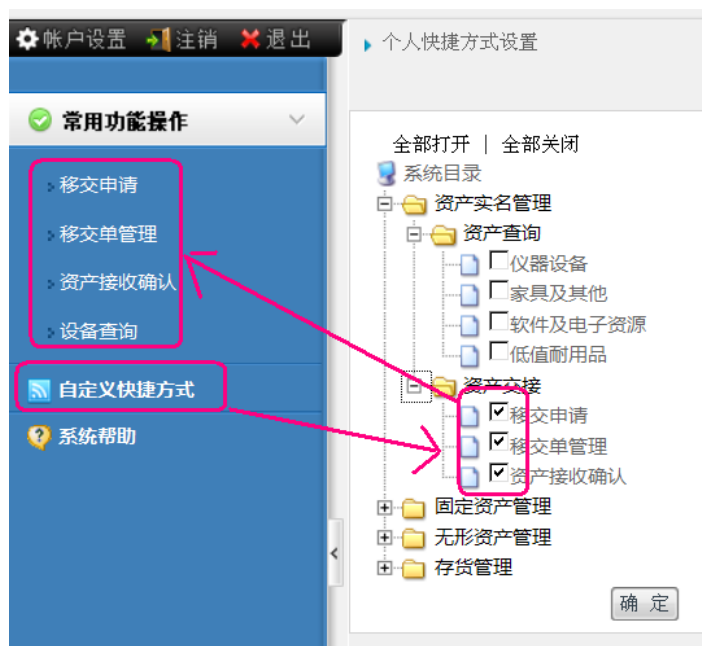 帐户设置 注销 退出
个人快捷方式设置
常用功能操作
移交申请
移交单管理
资产接收确认
设备查询
自定义快捷方式
系统帮助
全部打开 | 全部关闭
系统目录
资产实名管理
资产查询
仪器设备
家具及其他
软件及电子资源
低值耐用品
资产交接
移交申请
移交单管理
资产接收确认
固定资产管理
无形资产管理
存货管理
确 定